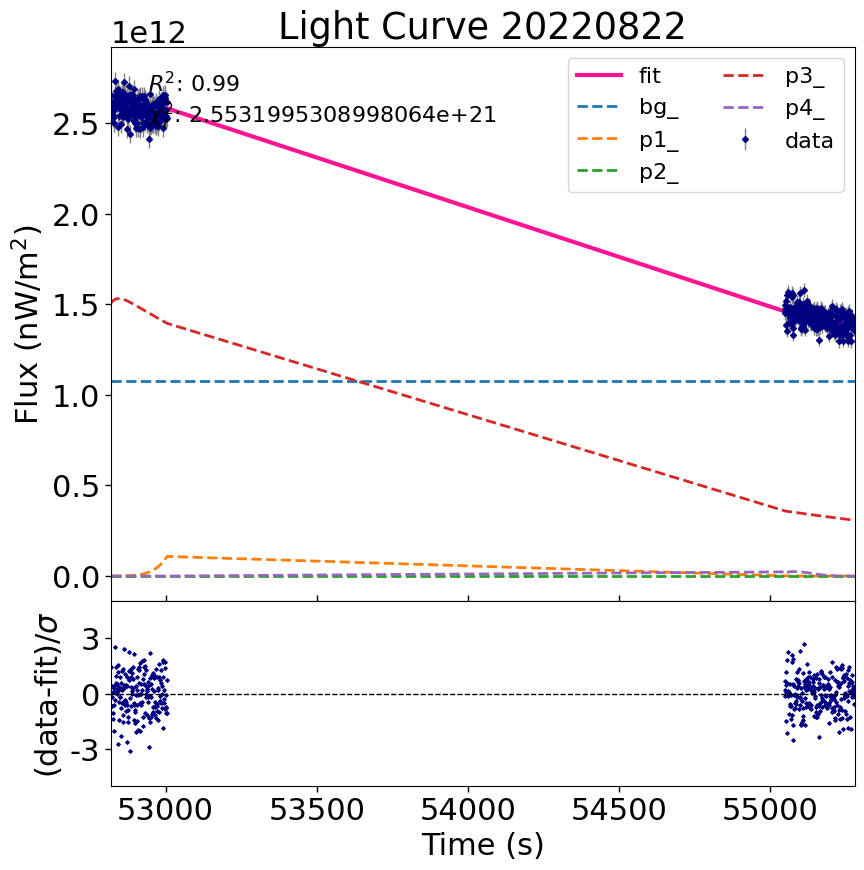 Light Curve 20220822
1e12
R²: 0.99
χ²: 2.5531995308998064e+21
fit
bg_
p1_
p2_
p3_
p4_
data
Flux (nW/m²)
2.5
2.0
1.5
1.0
0.5
0.0
(data-fit)/σ
3
0
-3
53000 53500 54000 54500 55000
Time (s)